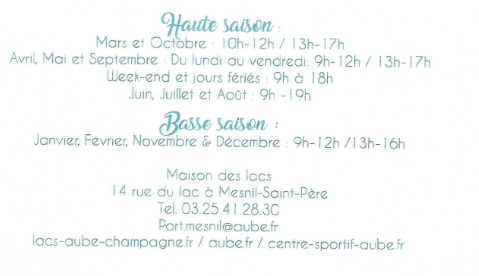 Haute saison :
Mars et Octobre : 10h-12h / 13h-17h
Avril, Mai et Septembre : Du lundi au vendredi: 9h-12h / 13h-17h
Week-end et jours fériés : 9h à 18h
Juin, Juillet et Août : 9h -19h
Basse saison :
Janvier, Février, Novembre & Décembre : 9h-12h /13h-16h
Maison des lacs
14 rue du lac à Mesnil-Saint-Père
Tel. 03.25.41.28.30
Port.mesnil@aube.fr
lacs-aube-champagne.fr / aube.fr / centre-sportif-aube.fr